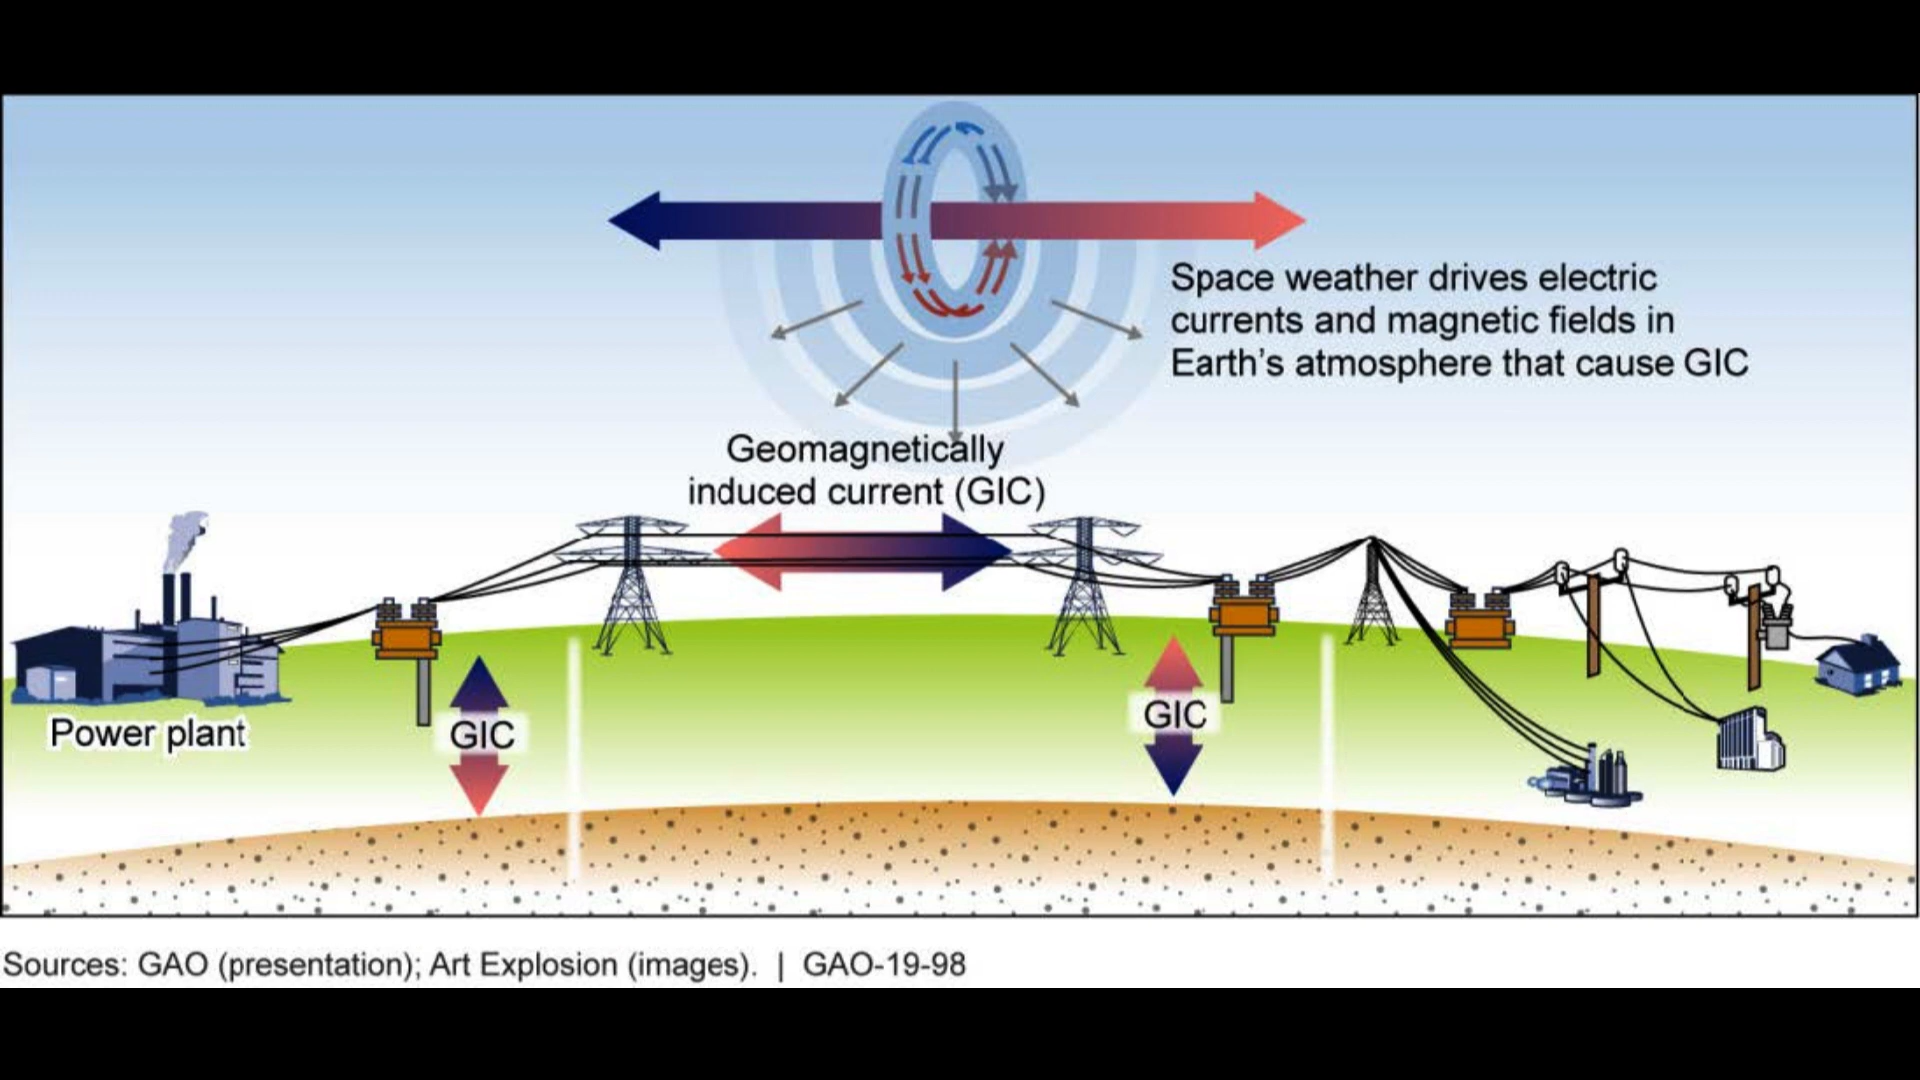 Space weather drives electric
currents and magnetic fields in
Earth's atmosphere that cause GIC
Geomagnetically
induced current (GIC)
Power plant
GIC
GIC
Sources: GAO (presentation); Art Explosion (images). | GAO-19-98